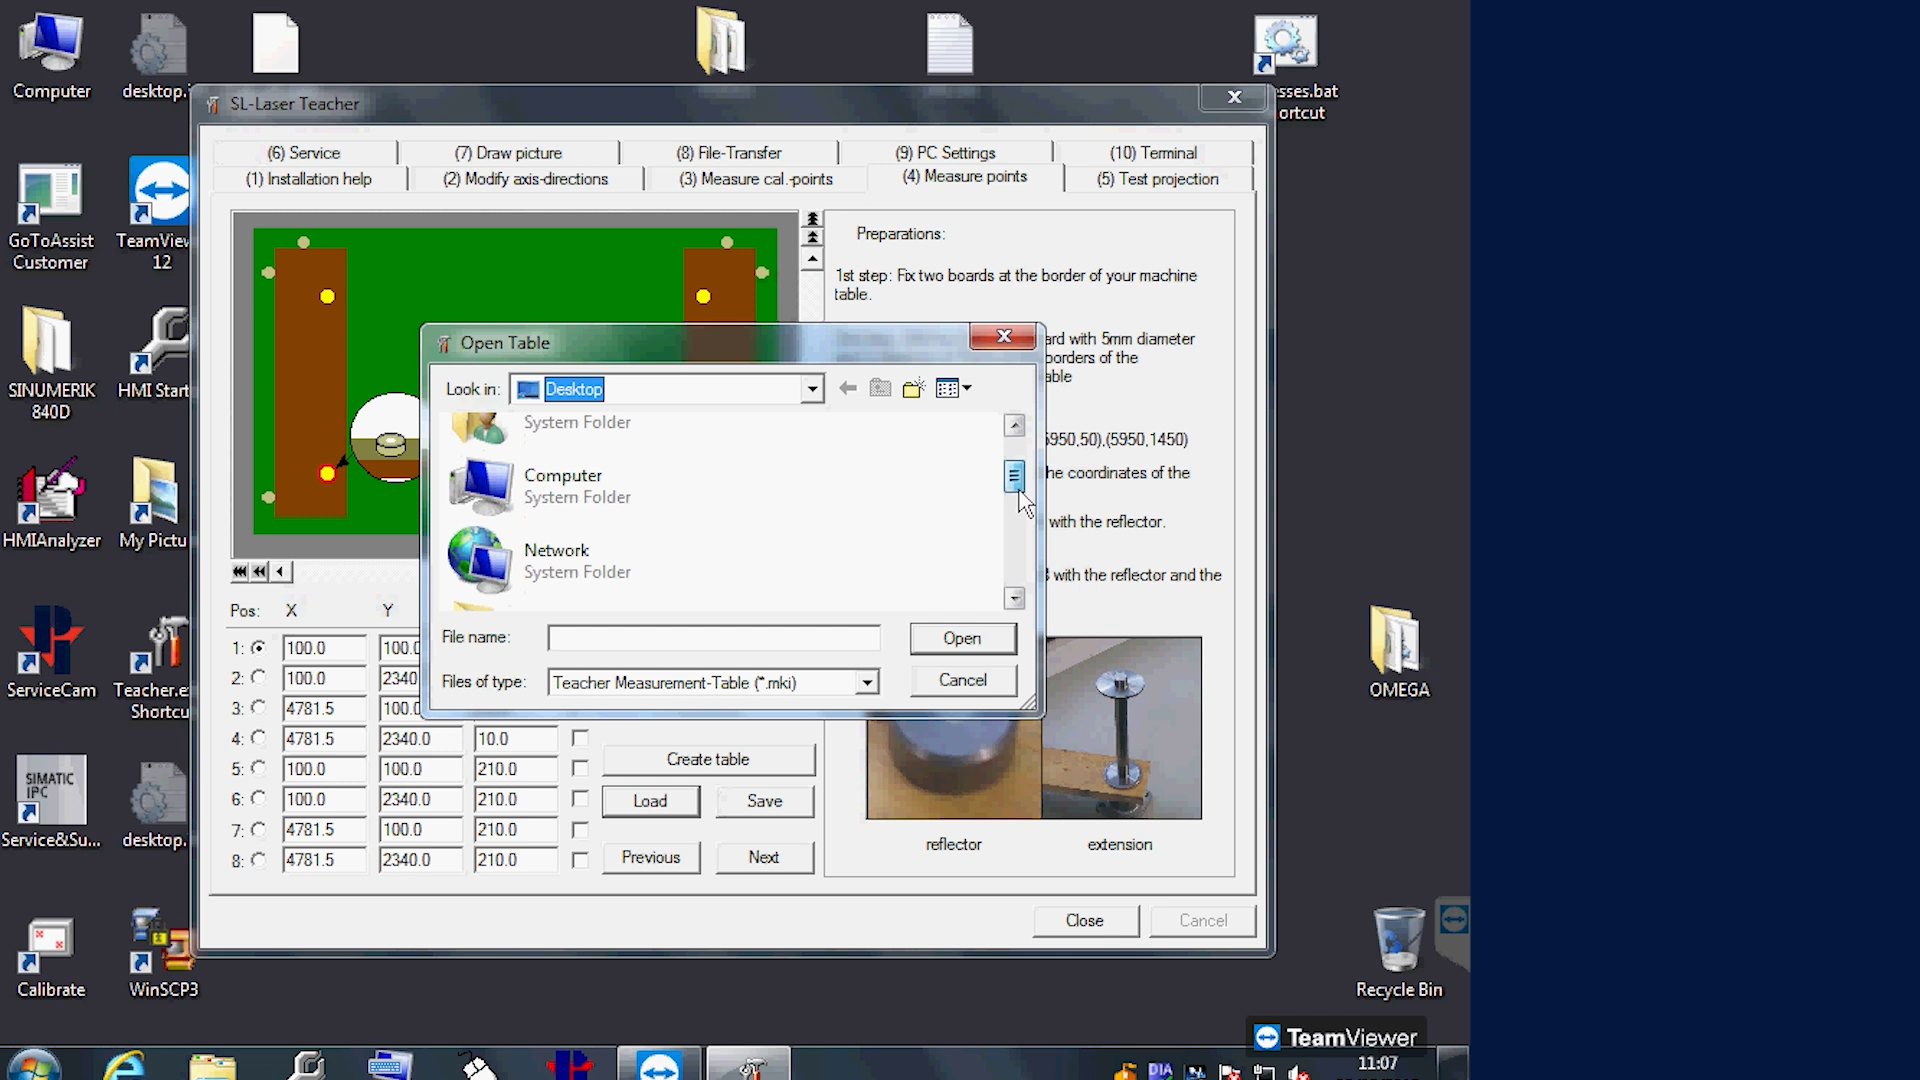 Computer
desktop.
GoToAssist
Customer
TeamView
12
SINUMERIK
840D
HMI Start
HMIAnalyzer
My Pictu
ServiceCam
Teacher.e
Shortcu
SIMATIC
IPC
Service&Su...
desktop.
Calibrate
WinSCP3
sses.bat
ortcut
OMEGA
Recycle Bin
SL-Laser Teacher
(6) Service
(7) Draw picture
(8) File-Transfer
(9) PC Settings
(10) Terminal
(1) Installation help
(2) Modify axis-directions
(3) Measure cal.-points
(4) Measure points
(5) Test projection
Preparations:
1st step: Fix two boards at the border of your machine
table.
ard with 5mm diameter
borders of the
able
5950,50),(5950,1450)
he coordinates of the
with the reflector.
with the reflector and the
Open Table
Look in:
Desktop
System Folder
Computer
System Folder
Network
System Folder
File name:
Open
Files of type:
Teacher Measurement-Table (*.mki)
Cancel
Pos: X Y
1: 100.0 100.0
2: 100.0 2340
3: 4781.5 100.0
4: 4781.5 2340.0 10.0
5: 100.0 100.0 210.0
6: 100.0 2340.0 210.0
7: 4781.5 100.0 210.0
8: 4781.5 2340.0 210.0
Create table
Load
Save
Previous
Next
reflector
extension
Close
Cancel
TeamViewer
DIA
11:07